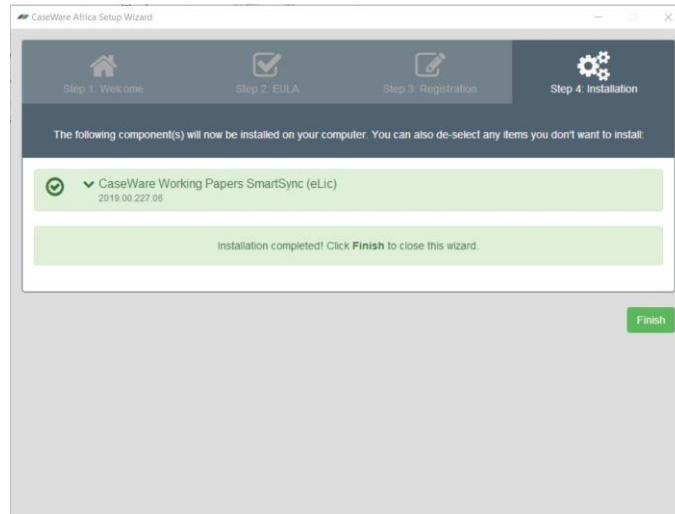 CaseWare Africa Setup Wizard
Step 1: Welcome
Step 2: EULA
Step 3: Registration
Step 4: Installation
The following component(s) will now be installed on your computer. You can also de-select any items you don't want to install:
CaseWare Working Papers SmartSync (eLic)
2019.00.227.06
Installation completed! Click Finish to close this wizard.
Finish